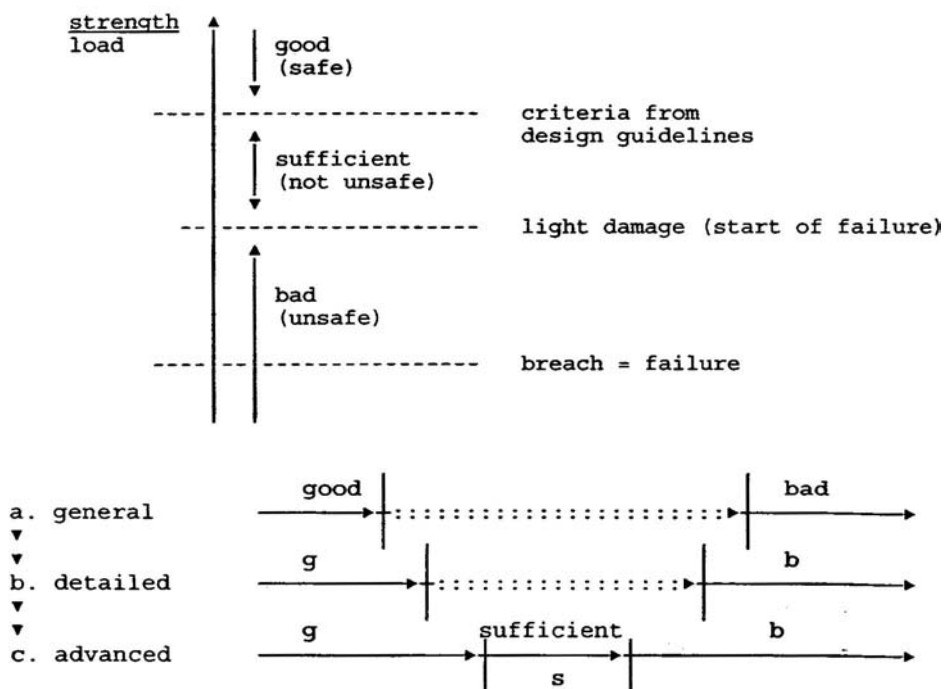 strength
load
good
(safe)
criteria from
design guidelines
sufficient
(not unsafe)
light damage (start of failure)
bad
(unsafe)
breach = failure
good
bad
a. general
g
b
b. detailed
g
sufficient
b
c. advanced
s